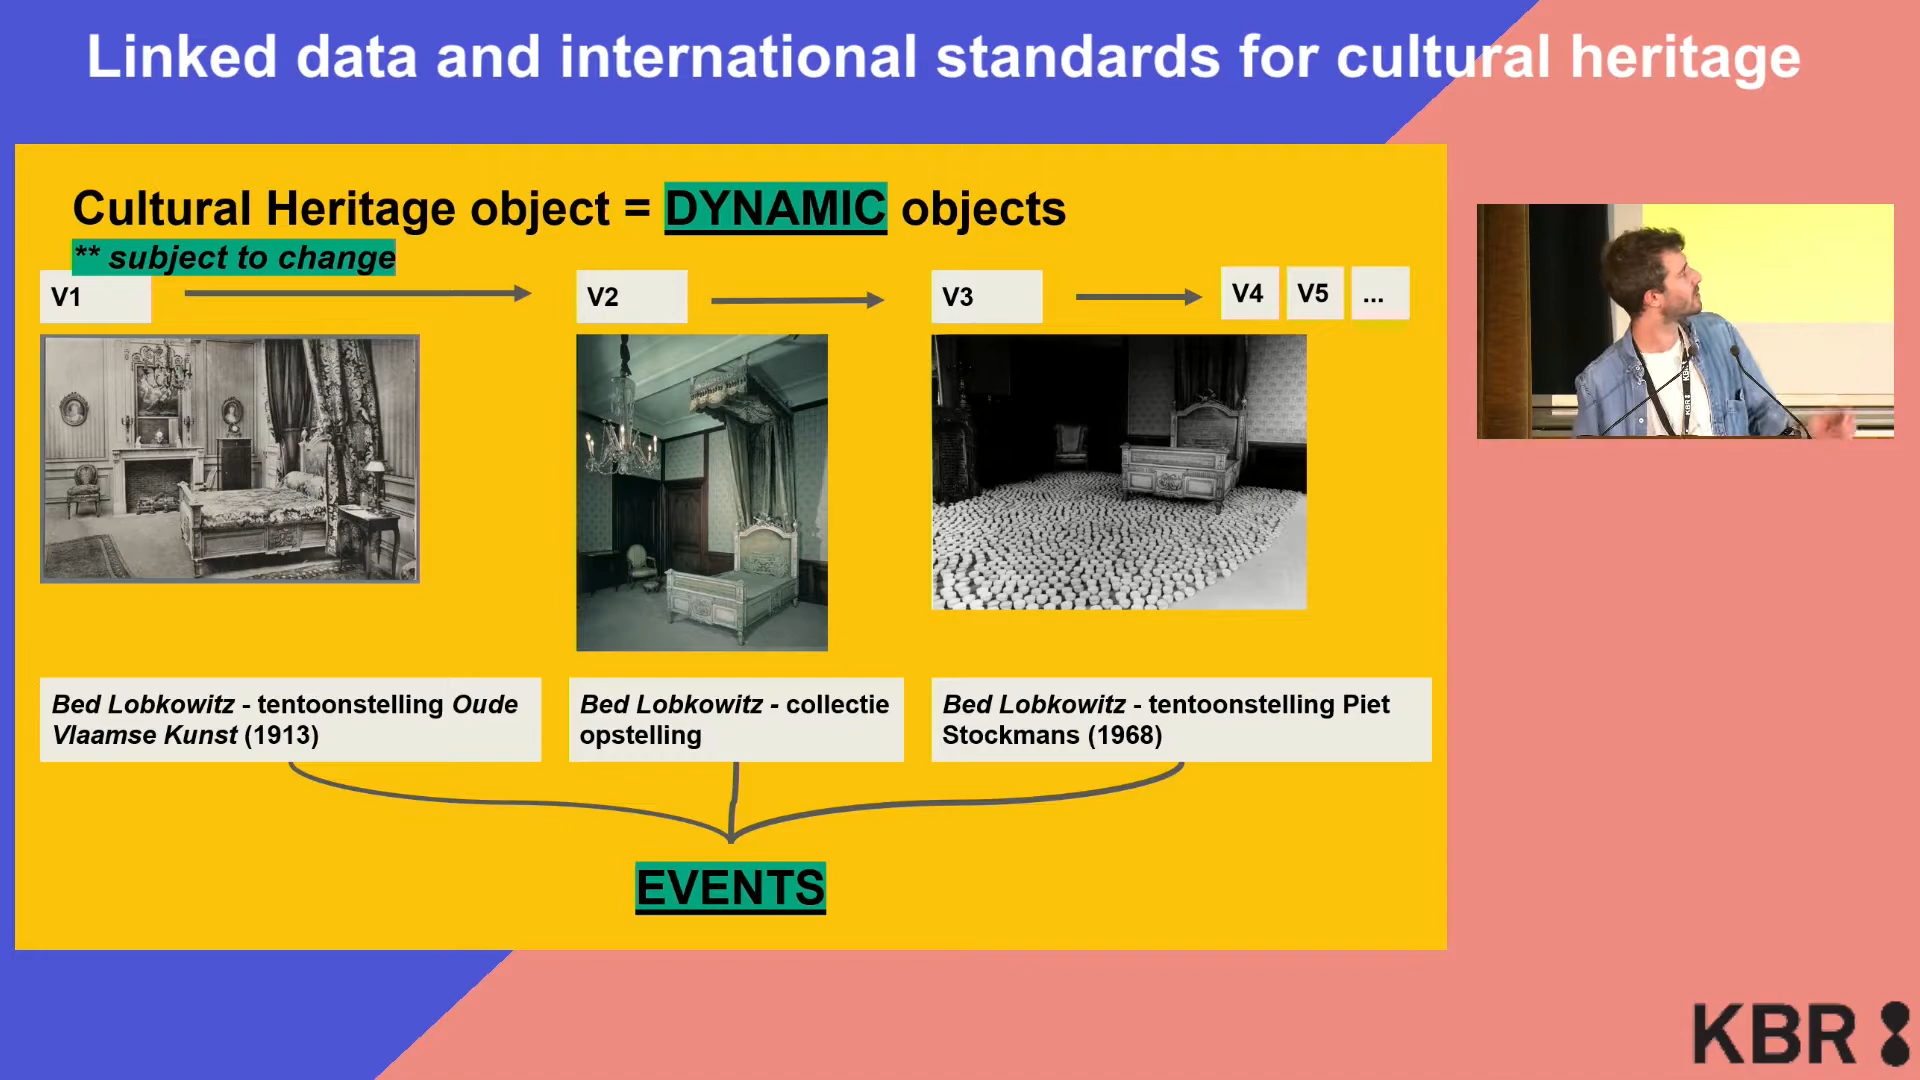 Linked data and international standards for cultural heritage
Cultural Heritage object = DYNAMIC objects
** subject to change
V1
V2
V3
V4
V5
...
Bed Lobkowitz - tentoonstelling Oude
Vlaamse Kunst (1913)
Bed Lobkowitz - collectie
opstelling
Bed Lobkowitz - tentoonstelling Piet
Stockmans (1968)
EVENTS
KBR
KBR
KBR